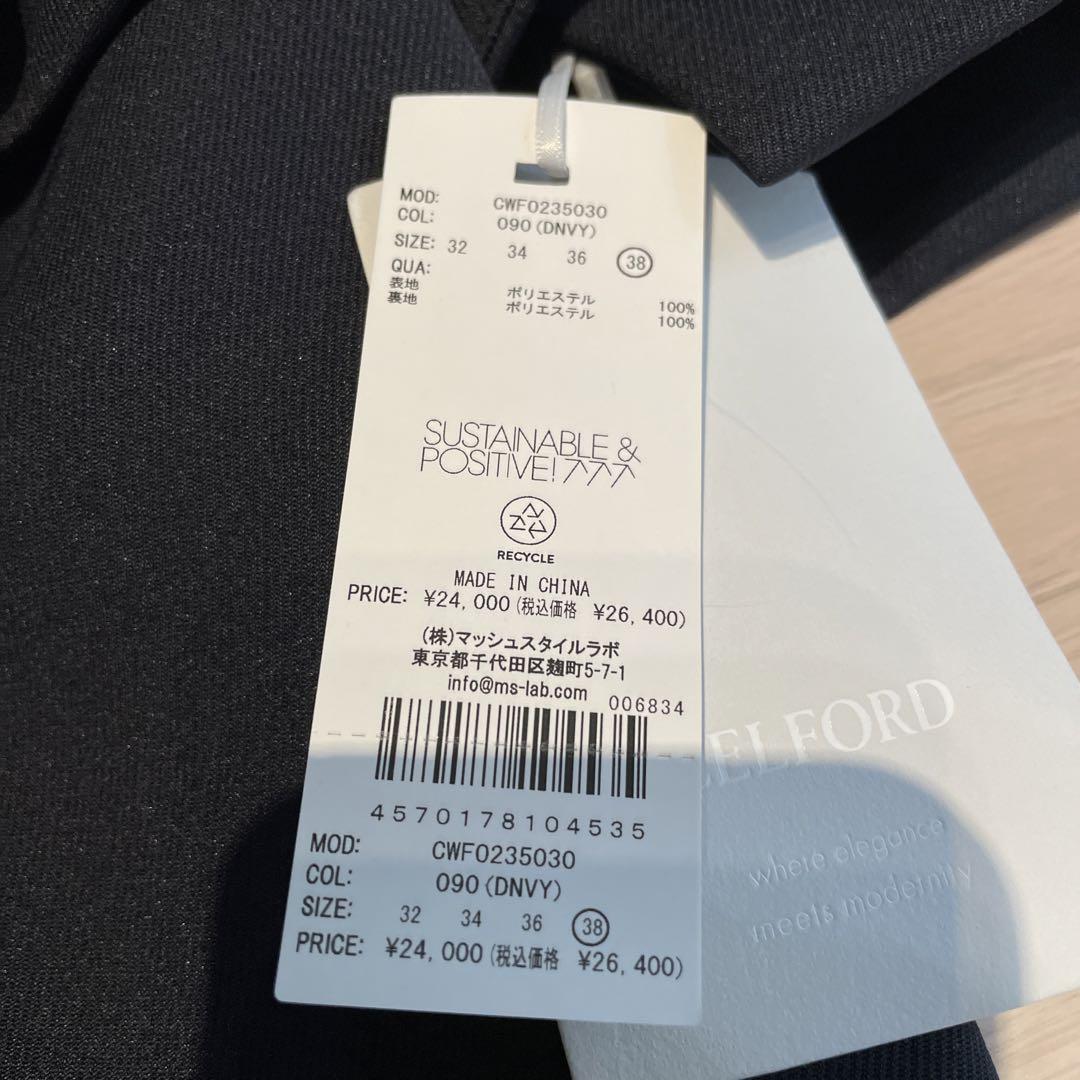 MOD: CWF0235030
COL: 090(DNVY)
SIZE: 32 34 36 38
QUA:
表地 ポリエステル 100%
裏地 ポリエステル 100%
SUSTAINABLE &
POSITIVE!
RECYCLE
MADE IN CHINA
PRICE: ¥24,000(税込価格 ¥26,400)
(株)マッシュスタイルラボ
東京都千代田区麹町5-7-1
info@ms-lab.com
006834
4570178104535
MOD: CWF0235030
COL: 090(DNVY)
SIZE: 32 34 36 38
PRICE: ¥24,000(税込価格 ¥26,400)
where elegance
meets modernity